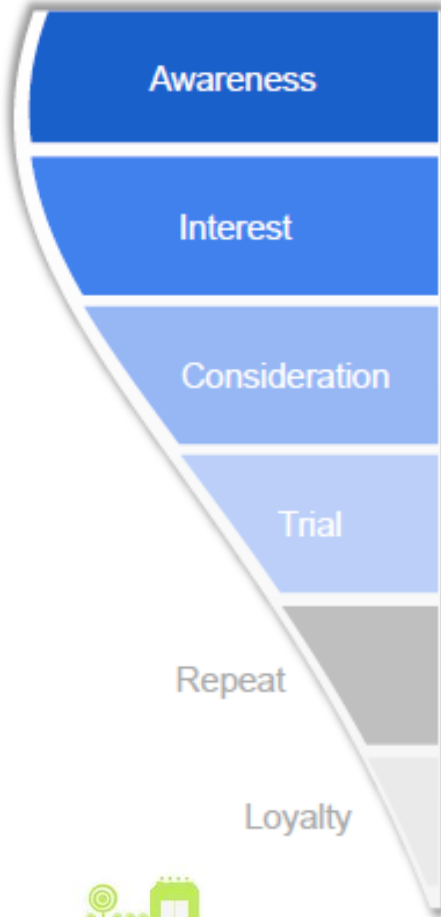 Awareness
Interest
Consideration
Trial
Repeat
Loyalty